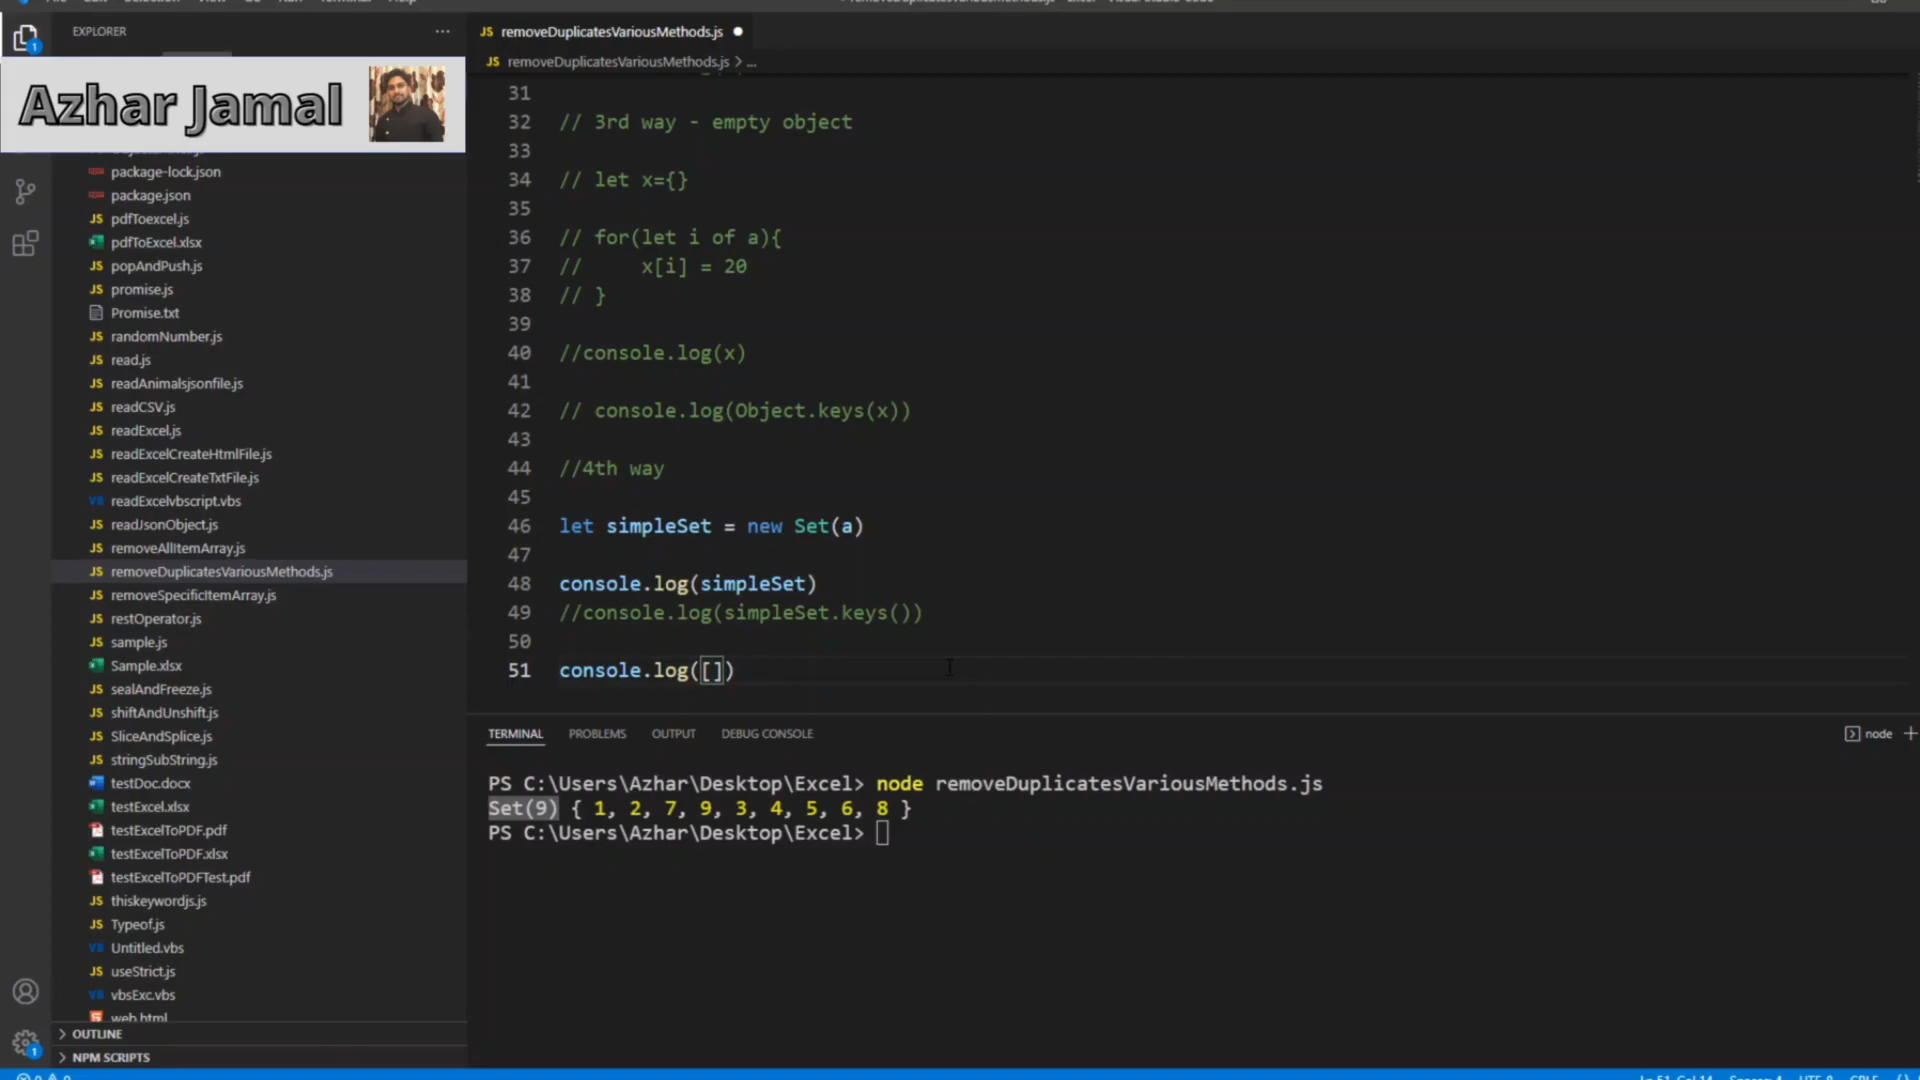 EXPLORER
Azhar Jamal
package-lock.json
package.json
pdfToexcel.js
pdfToExcel.xlsx
popAndPush.js
promise.js
Promise.txt
randomNumber.js
read.js
readAnimalsjsonfile.js
readCSV.js
readExcel.js
readExcelCreateHtmlFile.js
readExcelCreateTxtFile.js
readExcelvbscript.vbs
readJsonObject.js
removeAllItemArray.js
removeDuplicatesVariousMethods.js
removeSpecificItemArray.js
restOperator.js
sample.js
Sample.xlsx
sealAndFreeze.js
shiftAndUnshift.js
SliceAndSplice.js
stringSubString.js
testDoc.docx
testExcel.xlsx
testExcelToPDF.pdf
testExcelToPDF.xlsx
testExcelToPDFTest.pdf
thiskeywordjs.js
Typeof.js
Untitled.vbs
useStrict.js
vbsExc.vbs
web.html
OUTLINE
NPM SCRIPTS
JS removeDuplicatesVariousMethods.js
JS removeDuplicatesVariousMethods.js > ...
31
32 // 3rd way - empty object
33
34 // let x={}
35
36 // for(let i of a){
37 //     x[i] = 20
38 // }
39
40 //console.log(x)
41
42 // console.log(Object.keys(x))
43
44 //4th way
45
46 let simpleSet = new Set(a)
47
48 console.log(simpleSet)
49 //console.log(simpleSet.keys())
50
51 console.log([])
TERMINAL PROBLEMS OUTPUT DEBUG CONSOLE node
PS C:\Users\Azhar\Desktop\Excel> node removeDuplicatesVariousMethods.js
Set(9) { 1, 2, 7, 9, 3, 4, 5, 6, 8 }
PS C:\Users\Azhar\Desktop\Excel>